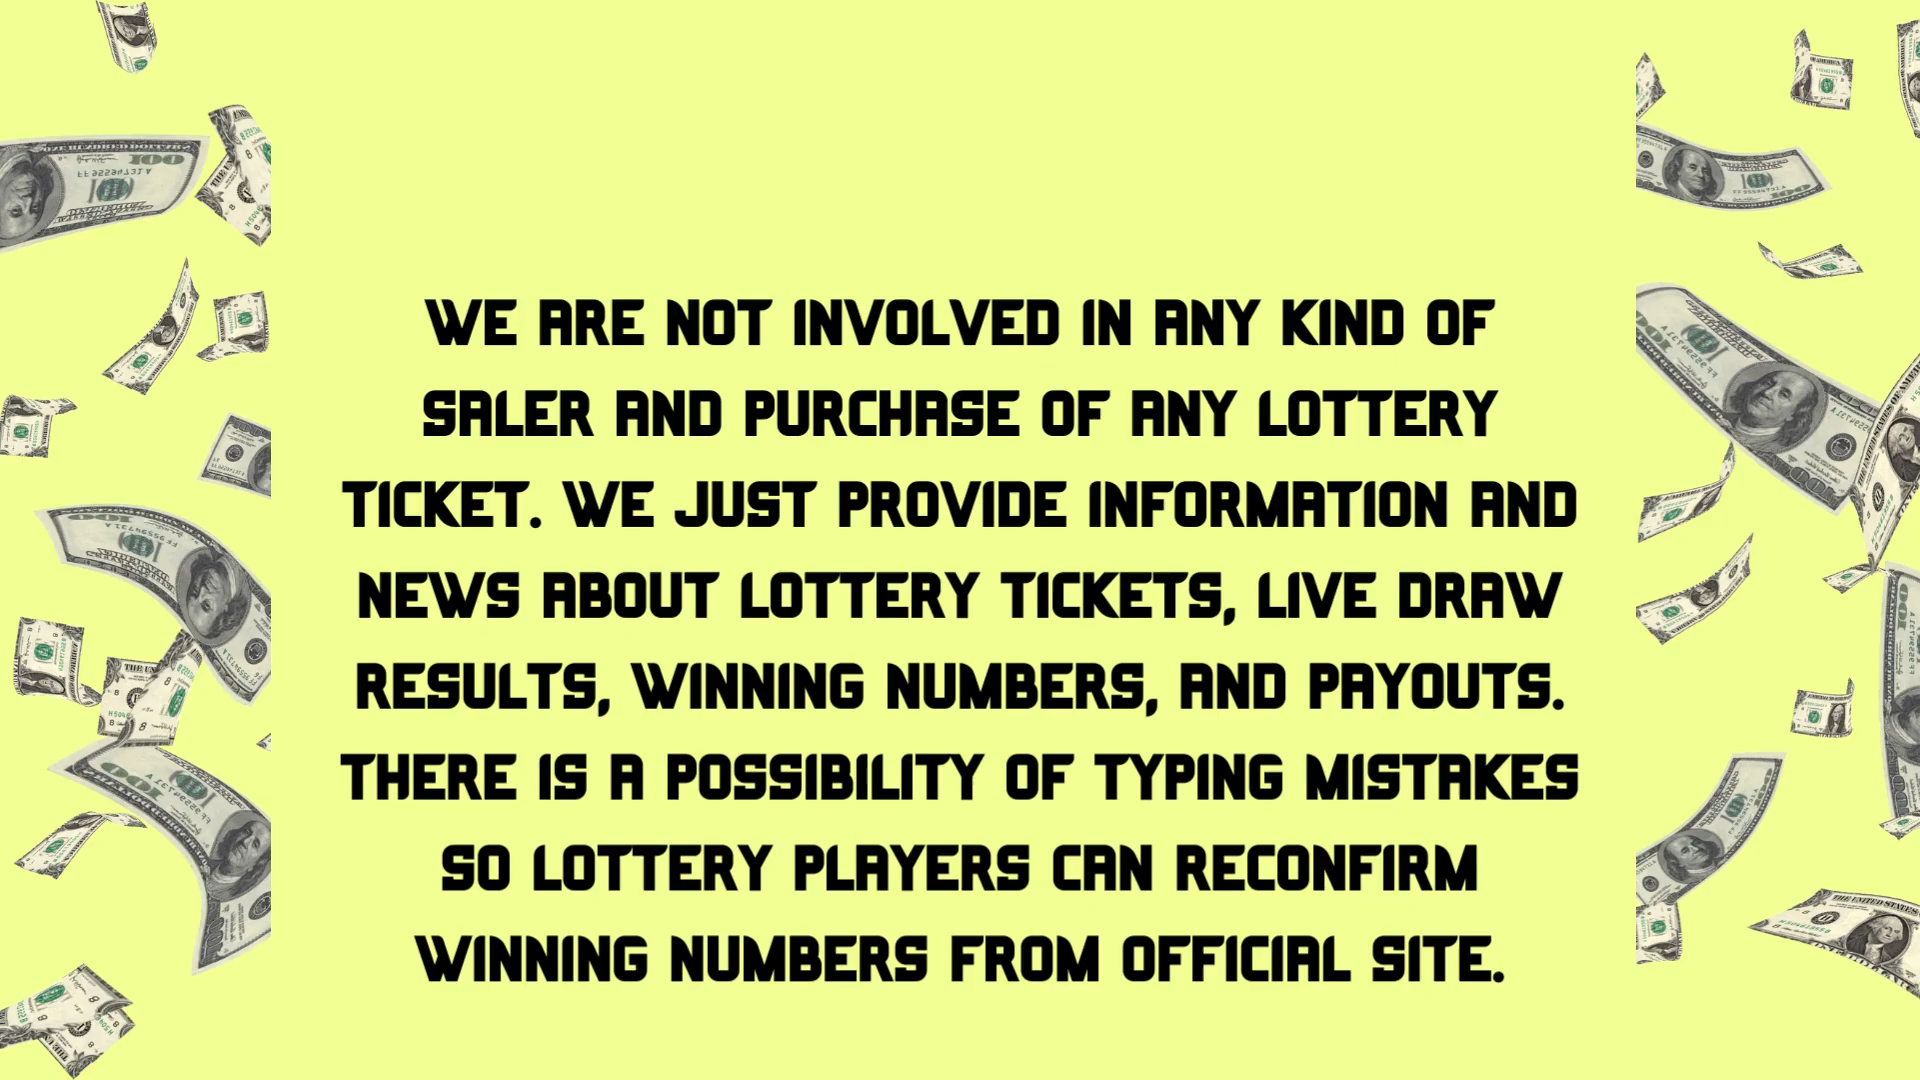 WE ARE NOT INVOLVED IN ANY KIND OF
SALER AND PURCHASE OF ANY LOTTERY
TICKET. WE JUST PROVIDE INFORMATION AND
NEWS ABOUT LOTTERY TICKETS, LIVE DRAW
RESULTS, WINNING NUMBERS, AND PAYOUTS.
THERE IS A POSSIBILITY OF TYPING MISTAKES
SO LOTTERY PLAYERS CAN RECONFIRM
WINNING NUMBERS FROM OFFICIAL SITE.